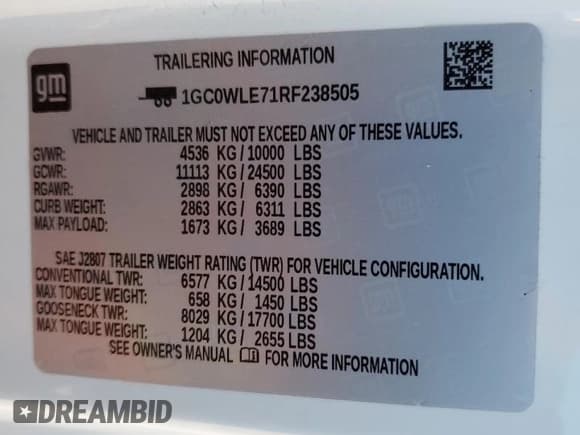 TRAILERING INFORMATION
gm
1GC0WLE71RF238505
VEHICLE AND TRAILER MUST NOT EXCEED ANY OF THESE VALUES.
GVWR: 4536 KG/10000 LBS
GCWR: 11113 KG/24500 LBS
RGAWR: 2898 KG/ 6390 LBS
CURB WEIGHT: 2863 KG/ 6311 LBS
MAX PAYLOAD: 1673 KG/ 3689 LBS
SAE J2807 TRAILER WEIGHT RATING (TWR) FOR VEHICLE CONFIGURATION.
CONVENTIONAL TWR: 6577 KG/14500 LBS
MAX TONGUE WEIGHT: 658 KG/ 1450 LBS
GOOSENECK TWR: 8029 KG/17700 LBS
MAX TONGUE WEIGHT: 1204 KG/ 2655 LBS
SEE OWNER'S MANUAL FOR MORE INFORMATION
DREAMBID